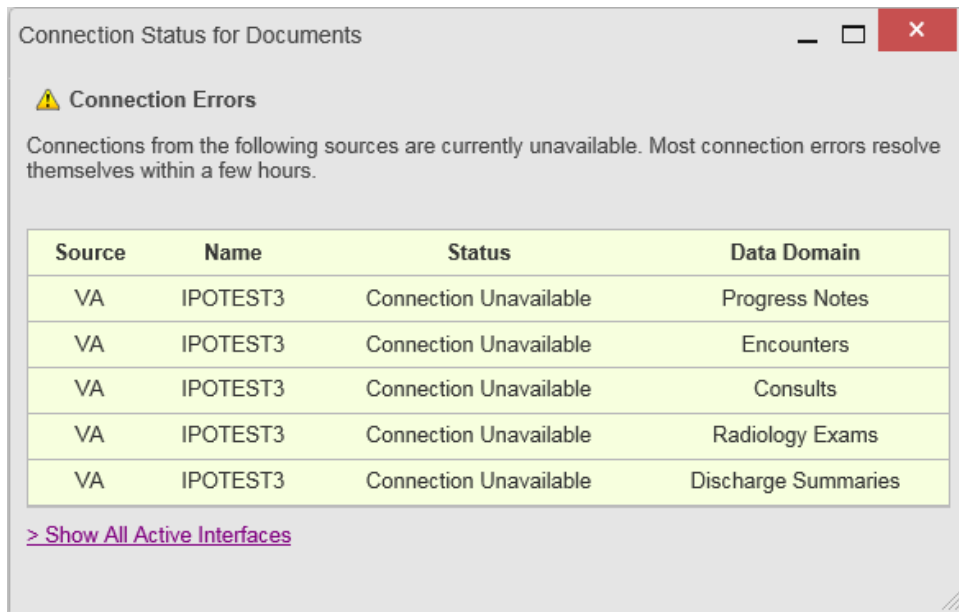 Connection Status for Documents
Connection Errors
Connections from the following sources are currently unavailable. Most connection errors resolve
themselves within a few hours.
Source Name Status Data Domain
VA IPOTEST3 Connection Unavailable Progress Notes
VA IPOTEST3 Connection Unavailable Encounters
VA IPOTEST3 Connection Unavailable Consults
VA IPOTEST3 Connection Unavailable Radiology Exams
VA IPOTEST3 Connection Unavailable Discharge Summaries
> Show All Active Interfaces